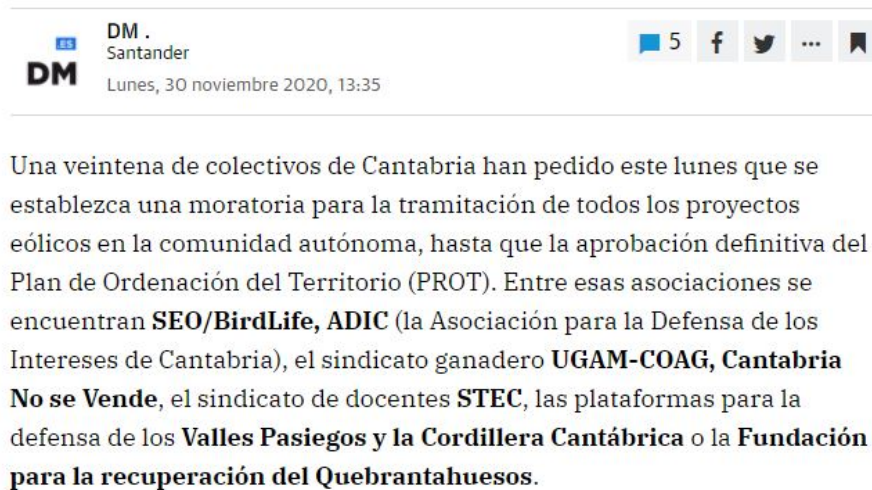 DM .
.ES
Santander
DM
Lunes, 30 noviembre 2020, 13:35
5
Una veintena de colectivos de Cantabria han pedido este lunes que se
establezca una moratoria para la tramitación de todos los proyectos
eólicos en la comunidad autónoma, hasta que la aprobación definitiva del
Plan de Ordenación del Territorio (PROT). Entre esas asociaciones se
encuentran SEO/BirdLife, ADIC (la Asociación para la Defensa de los
Intereses de Cantabria), el sindicato ganadero UGAM-COAG, Cantabria
No se Vende, el sindicato de docentes STEC, las plataformas para la
defensa de los Valles Pasiegos y la Cordillera Cantábrica o la Fundación
para la recuperación del Quebrantahuesos.